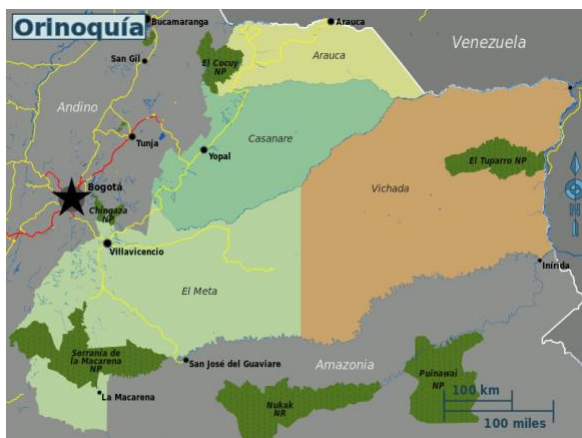 Orinoquía
Bucamaranga
Arauca
San Gil
El Cocuy
NP
Arauca
Venezuela
Andino
Tunja
Casanare
Yopal
El Tuparro NP
Bogotá
Chingaza
NP
Vichada
N
Villavicencio
Inírida
El Meta
Serranía de
la Macarena
NP
San José del Guaviare
Amazonia
Puinawai
NP
La Macarena
Nukak
NR
100 km
100 miles